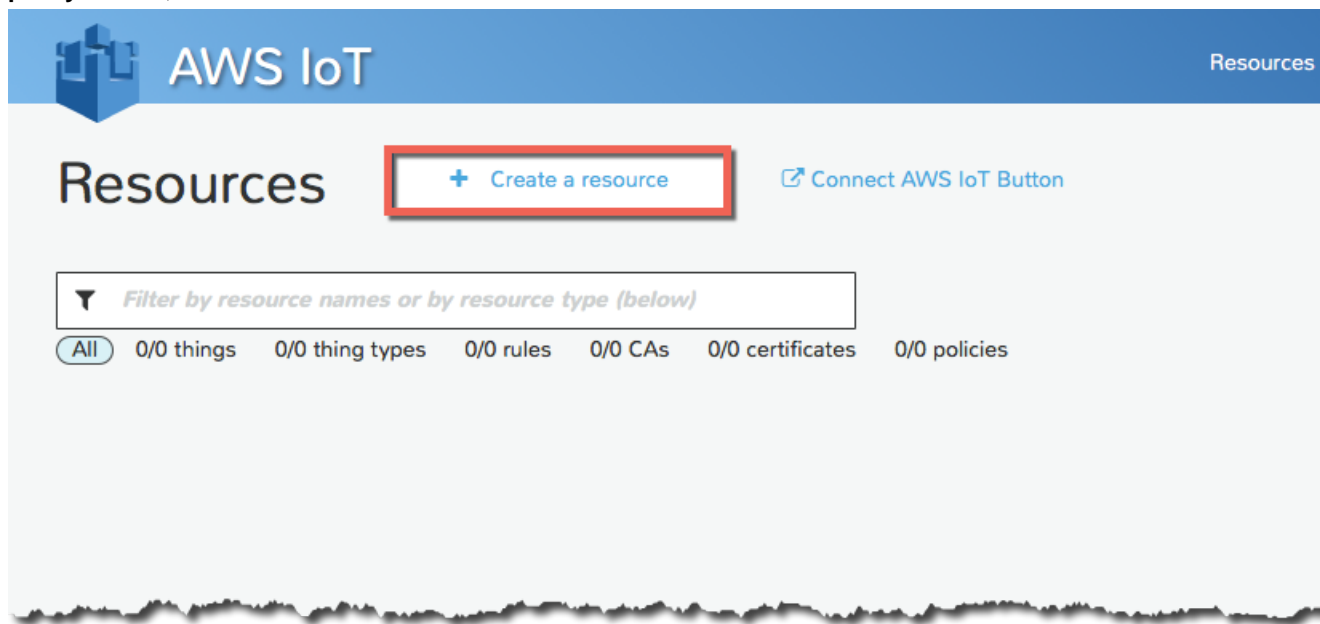 AWS IoT
Resources
Resources
+ Create a resource
Connect AWS IoT Button
Filter by resource names or by resource type (below)
All 0/0 things 0/0 thing types 0/0 rules 0/0 CAs 0/0 certificates 0/0 policies